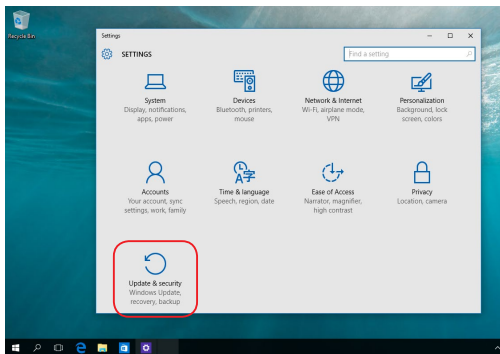 Recycle Bin
Settings
SETTINGS
Find a setting
System
Display, notifications,
apps, power
Devices
Bluetooth, printers,
mouse
Network & Internet
Wi-Fi, airplane mode,
VPN
Personalization
Background, lock
screen, colors
Accounts
Your account, sync
settings, work, family
Time & language
Speech, region, date
Ease of Access
Narrator, magnifier,
high contrast
Privacy
Location, camera
Update & security
Windows Update,
recovery, backup